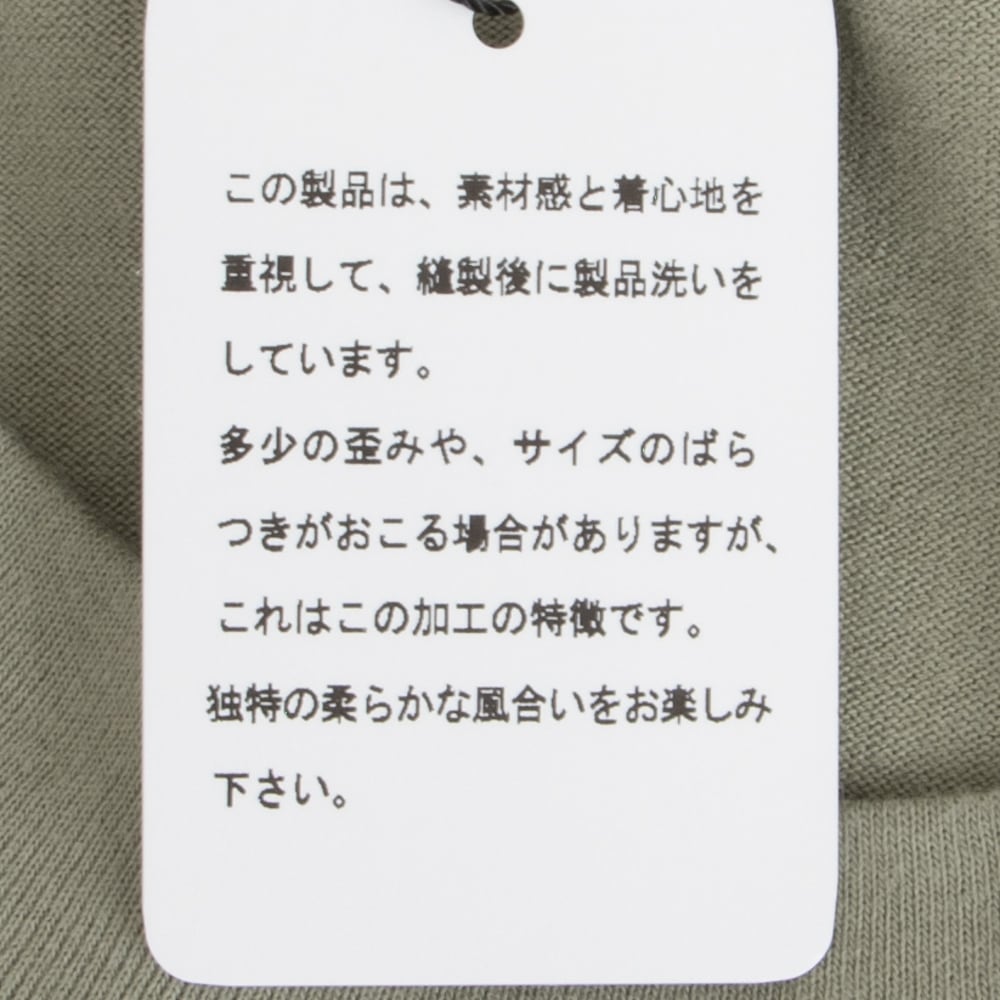 この製品は、素材感と着心地を
重視して、縫製後に製品洗いを
しています。
多少の歪みや、サイズのばら
つきがおこる場合がありますが、
これはこの加工の特徴です。
独特の柔らかな風合いをお楽しみ
下さい。